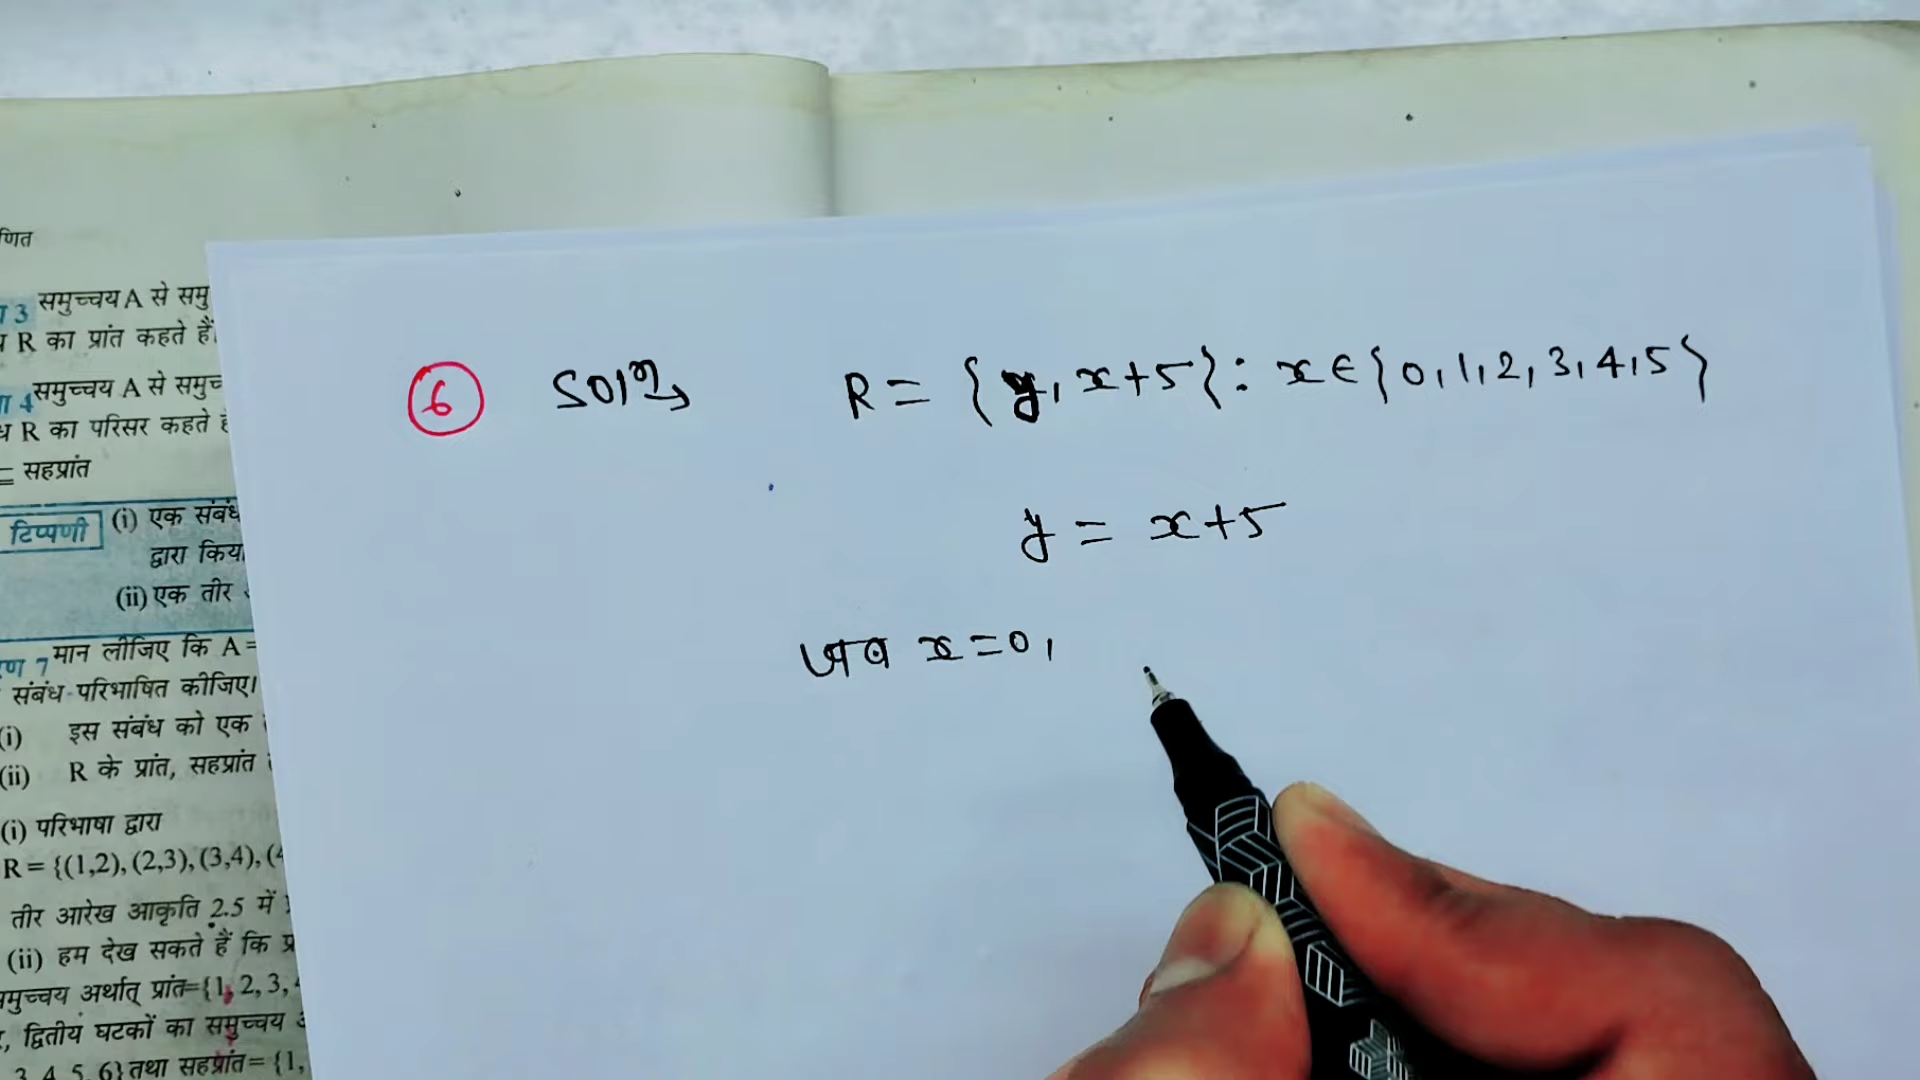 णित
3 समुच्चय A से समु
R का प्रांत कहते हैं।
4 समुच्चय A से समुच्
R का परिसर कहते
सहप्रांत
टिप्पणी (i) एक संबंध
द्वारा किया
(ii) एक तीर
7 मान लीजिए कि A =
संबंध परिभाषित कीजिए।
(i) इस संबंध को एक
(ii) R के प्रांत, सहप्रांत
(i) परिभाषा द्वारा
R = {(1,2), (2,3), (3,4), (4
तीर आरेख आकृति 2.5 में
(ii) हम देख सकते हैं कि प्र
मुच्चय अर्थात् प्रांत={1, 2, 3,
, द्वितीय घटकों का समुच्चय
3, 4, 5, 6} तथा सहप्रांत = {1,
6 Soln R = { y, x+5 } : x ∈ { 0, 1, 2, 3, 4, 5 }
y = x+5
जब x = 0,